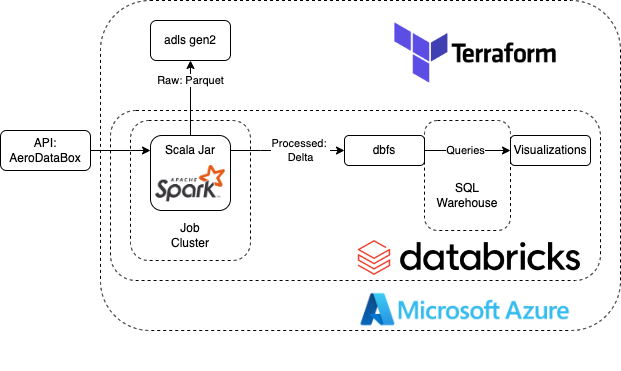 adls gen2
Terraform
Raw: Parquet
API:
AeroDataBox
Scala Jar
APACHE
Spark
Processed:
Delta
dbfs
Queries
Visualizations
SQL
Warehouse
Job
Cluster
databricks
Microsoft Azure